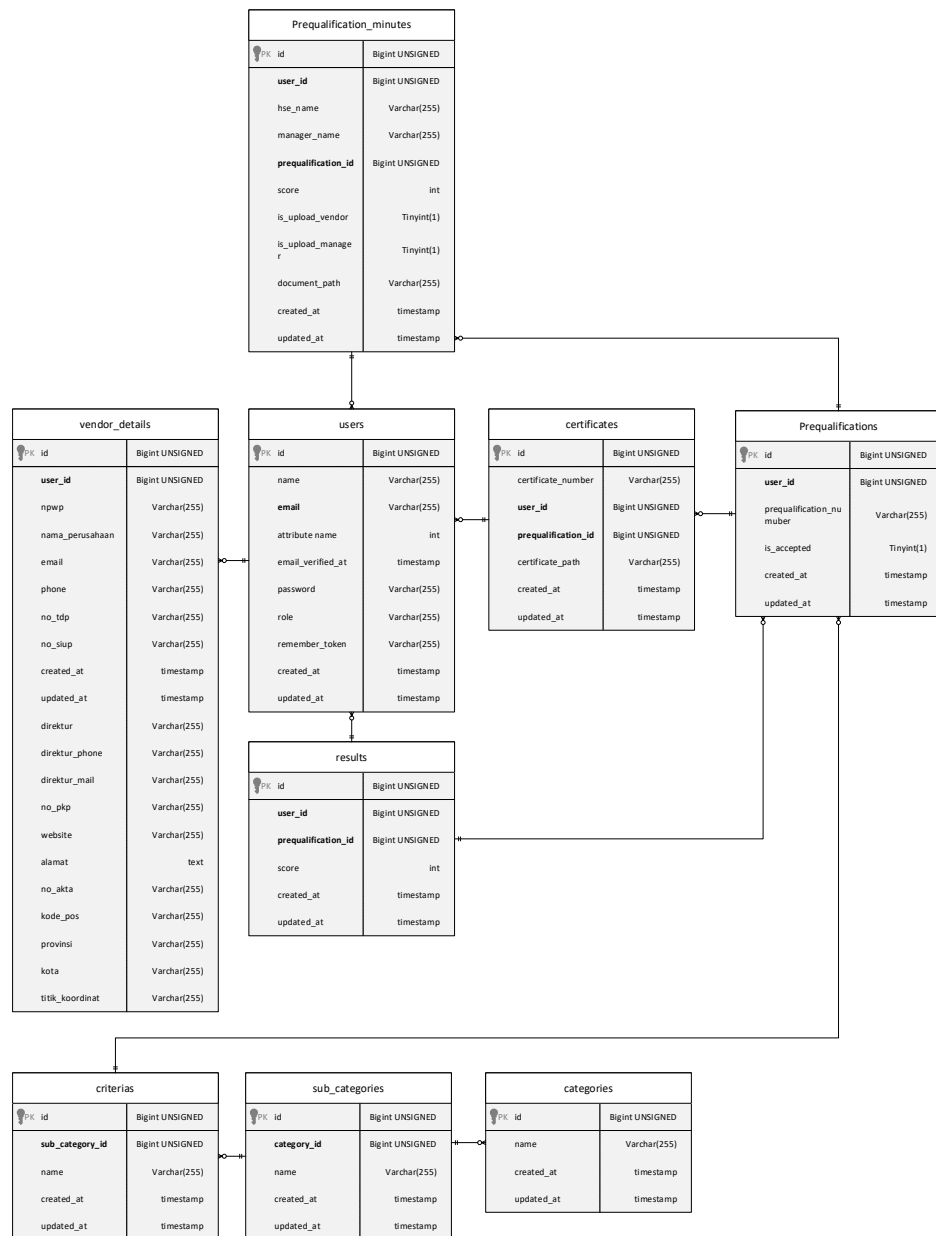 Prequalification_minutes
PK id Bigint UNSIGNED
user_id Bigint UNSIGNED
hse_name Varchar(255)
manager_name Varchar(255)
prequalification_id Bigint UNSIGNED
score int
is_upload_vendor Tinyint(1)
is_upload_manage
r Tinyint(1)
document_path Varchar(255)
created_at timestamp
updated_at timestamp
vendor_details
PK id Bigint UNSIGNED
user_id Bigint UNSIGNED
npwp Varchar(255)
nama_perusahaan Varchar(255)
email Varchar(255)
phone Varchar(255)
no_tdp Varchar(255)
no_siup Varchar(255)
created_at timestamp
updated_at timestamp
direktur Varchar(255)
direktur_phone Varchar(255)
direktur_mail Varchar(255)
no_pkp Varchar(255)
website Varchar(255)
alamat text
no_akta Varchar(255)
kode_pos Varchar(255)
provinsi Varchar(255)
kota Varchar(255)
titik_koordinat Varchar(255)
users
PK id Bigint UNSIGNED
name Varchar(255)
email Varchar(255)
attribute name int
email_verified_at timestamp
password Varchar(255)
role Varchar(255)
remember_token Varchar(255)
created_at timestamp
updated_at timestamp
certificates
PK id Bigint UNSIGNED
certificate_number Varchar(255)
user_id Bigint UNSIGNED
prequalification_id Bigint UNSIGNED
certificate_path Varchar(255)
created_at timestamp
updated_at timestamp
Prequalifications
PK id Bigint UNSIGNED
user_id Bigint UNSIGNED
prequalification_nu
muber Varchar(255)
is_accepted Tinyint(1)
created_at timestamp
updated_at timestamp
results
PK id Bigint UNSIGNED
user_id Bigint UNSIGNED
prequalification_id Bigint UNSIGNED
score int
created_at timestamp
updated_at timestamp
criterias
PK id Bigint UNSIGNED
sub_category_id Bigint UNSIGNED
name Varchar(255)
created_at timestamp
updated_at timestamp
sub_categories
PK id Bigint UNSIGNED
category_id Bigint UNSIGNED
name Varchar(255)
created_at timestamp
updated_at timestamp
categories
PK id Bigint UNSIGNED
name Varchar(255)
created_at timestamp
updated_at timestamp